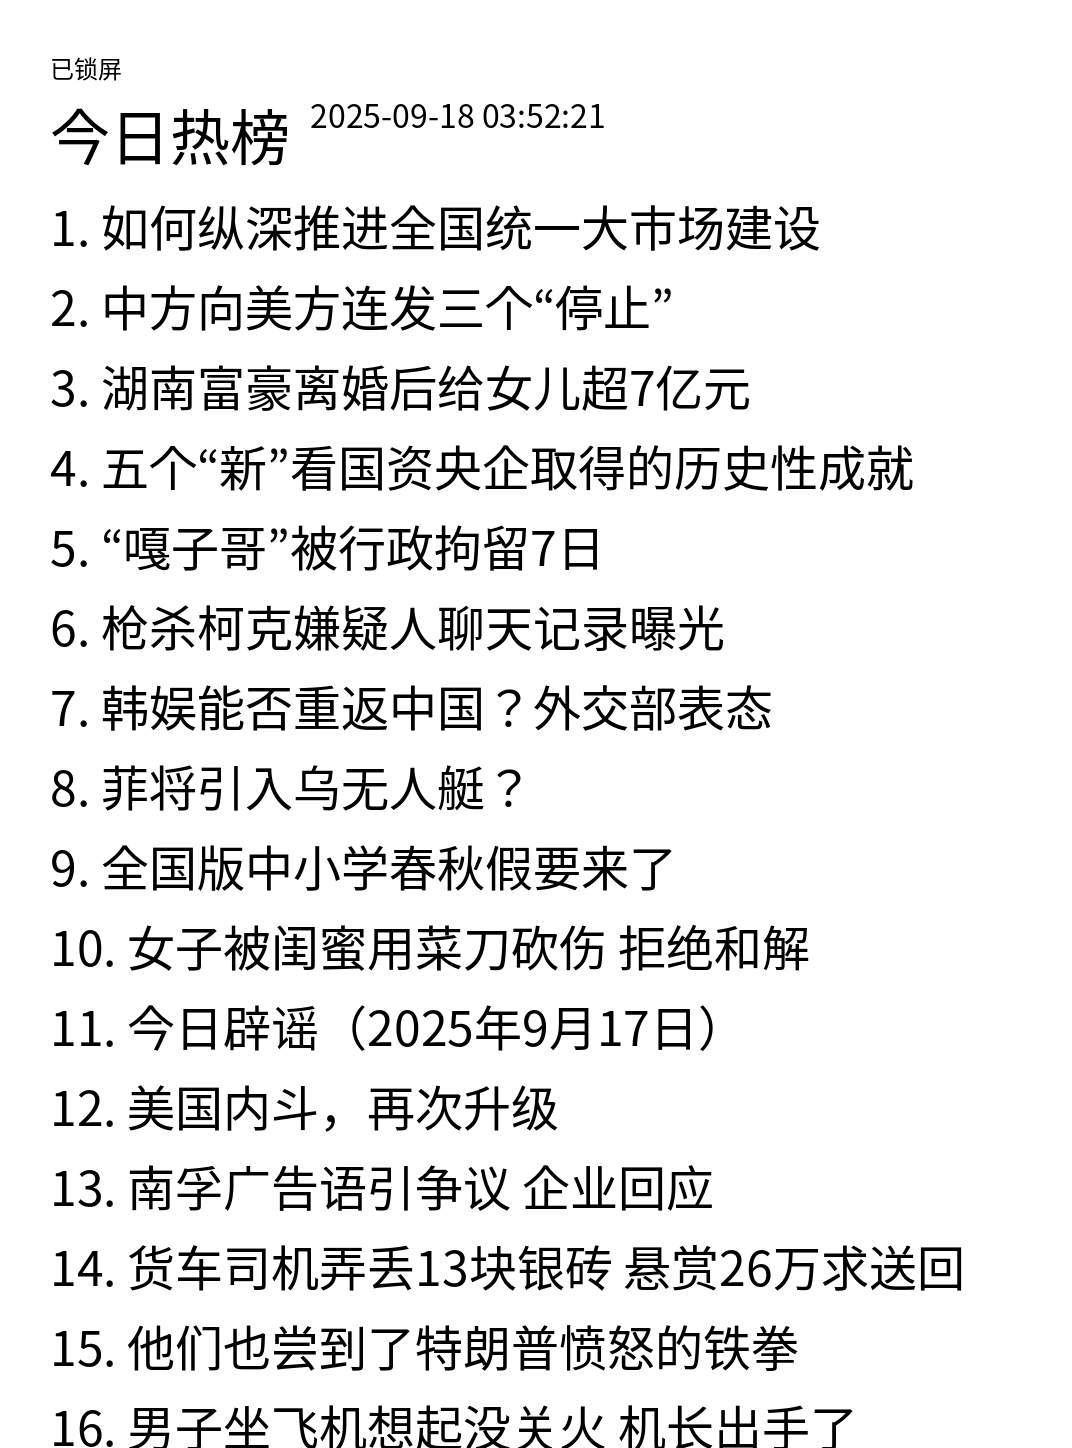 已锁屏
今日热榜 2025-09-18 03:52:21
1. 如何纵深推进全国统一大市场建设
2. 中方向美方连发三个“停止”
3. 湖南富豪离婚后给女儿超7亿元
4. 五个“新”看国资央企取得的历史性成就
5. “嘎子哥”被行政拘留7日
6. 枪杀柯克嫌疑人聊天记录曝光
7. 韩娱能否重返中国？外交部表态
8. 菲将引入乌无人艇？
9. 全国版中小学春秋假要来了
10. 女子被闺蜜用菜刀砍伤 拒绝和解
11. 今日辟谣（2025年9月17日）
12. 美国内斗，再次升级
13. 南孚广告语引争议 企业回应
14. 货车司机弄丢13块银砖 悬赏26万求送回
15. 他们也尝到了特朗普愤怒的铁拳
16. 男子坐飞机想起没关火 机长出手了